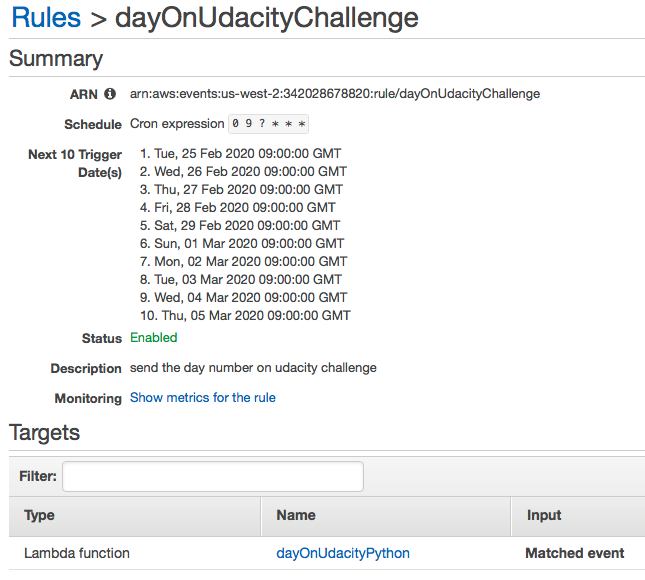 Rules > dayOnUdacityChallenge
Summary
ARN arn:aws:events:us-west-2:342028678820:rule/dayOnUdacityChallenge
Schedule Cron expression 0 9 ? * * *
Next 10 Trigger Date(s)
1. Tue, 25 Feb 2020 09:00:00 GMT
2. Wed, 26 Feb 2020 09:00:00 GMT
3. Thu, 27 Feb 2020 09:00:00 GMT
4. Fri, 28 Feb 2020 09:00:00 GMT
5. Sat, 29 Feb 2020 09:00:00 GMT
6. Sun, 01 Mar 2020 09:00:00 GMT
7. Mon, 02 Mar 2020 09:00:00 GMT
8. Tue, 03 Mar 2020 09:00:00 GMT
9. Wed, 04 Mar 2020 09:00:00 GMT
10. Thu, 05 Mar 2020 09:00:00 GMT
Status Enabled
Description send the day number on udacity challenge
Monitoring Show metrics for the rule
Targets
Filter:
Type Name Input
Lambda function dayOnUdacityPython Matched event